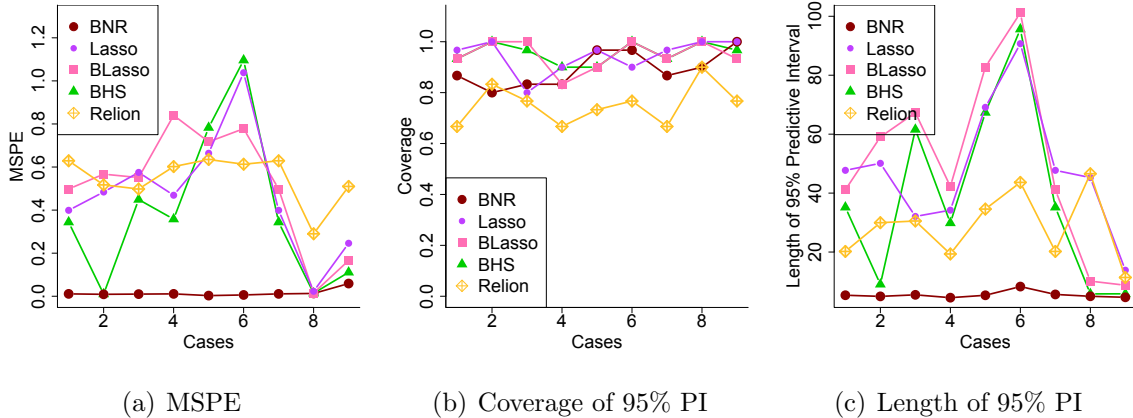 BNR
Lasso
BLasso
BHS
Relion
MSPE
0.0 0.2 0.4 0.6 0.8 1.0 1.2
2 4 6 8
Cases
(a) MSPE
BNR
Lasso
BLasso
BHS
Relion
Coverage
0.0 0.2 0.4 0.6 0.8 1.0
2 4 6 8
Cases
(b) Coverage of 95% PI
BNR
Lasso
BLasso
BHS
Relion
Length of 95% Predictive Interval
20 40 60 80 100
2 4 6 8
Cases
(c) Length of 95% PI